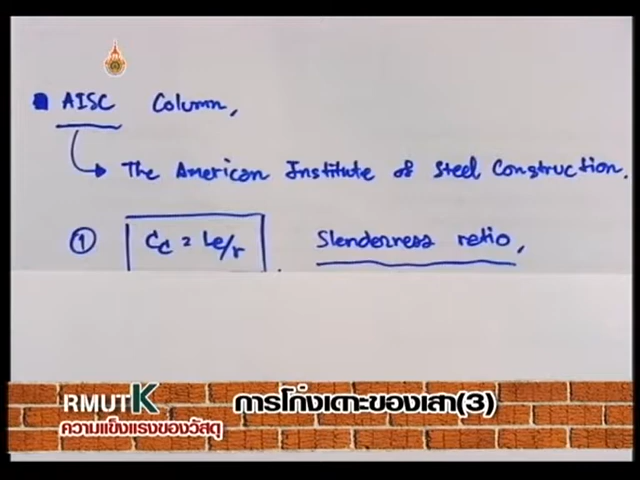 AISC Column,
The American Institute of Steel Construction.
① Cc = Le/r Slenderness ratio,
RMUTK การโก่งเดาะของเสา(3)
ความแข็งแรงของวัสดุ